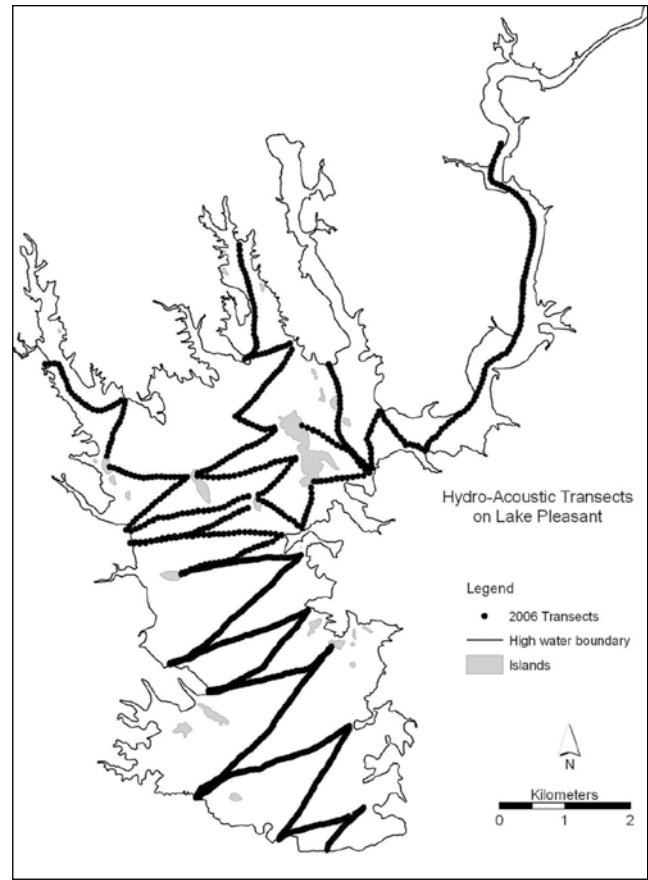 Hydro-Acoustic Transects
on Lake Pleasant
Legend
2006 Transects
High water boundary
Islands
N
Kilometers
0 1 2